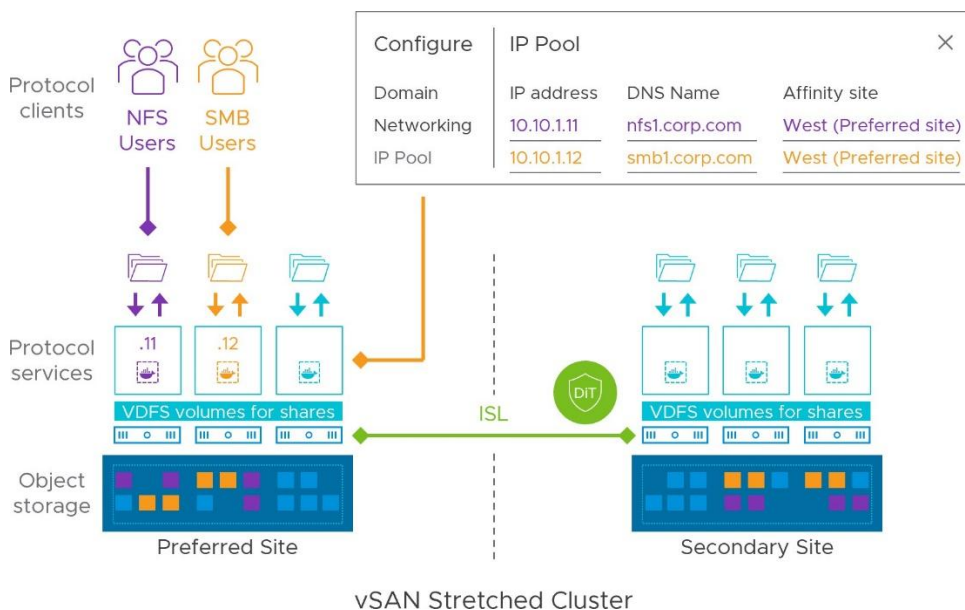 Protocol
clients
NFS
Users
SMB
Users
Configure
IP Pool
Domain
IP address
DNS Name
Affinity site
Networking
10.10.1.11
nfs1.corp.com
West (Preferred site)
IP Pool
10.10.1.12
smb1.corp.com
West (Preferred site)
Protocol
services
.11
.12
VDFS volumes for shares
ISL
DiT
VDFS volumes for shares
Object
storage
Preferred Site
Secondary Site
vSAN Stretched Cluster